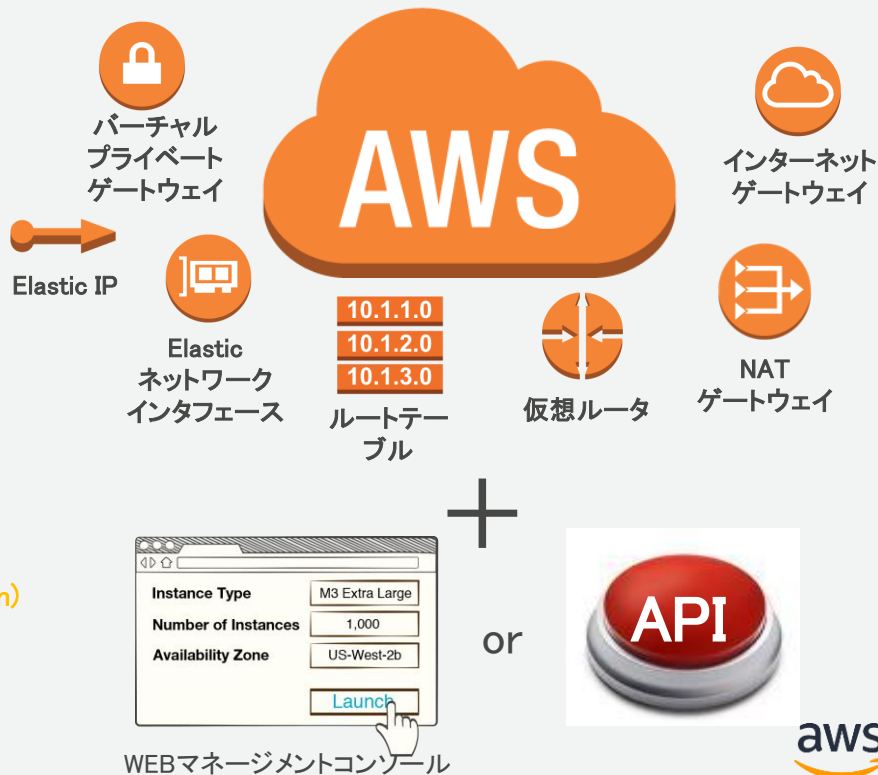 AWS
バーチャル
プライベート
ゲートウェイ
インターネット
ゲートウェイ
Elastic IP
Elastic
ネットワーク
インタフェース
10.1.1.0
10.1.2.0
10.1.3.0
ルートテー
ブル
仮想ルータ
NAT
ゲートウェイ
+
n)
Instance Type
M3 Extra Large
Number of Instances
1,000
Availability Zone
US-West-2b
Launch
WEBマネージメントコンソール
or
API
aws